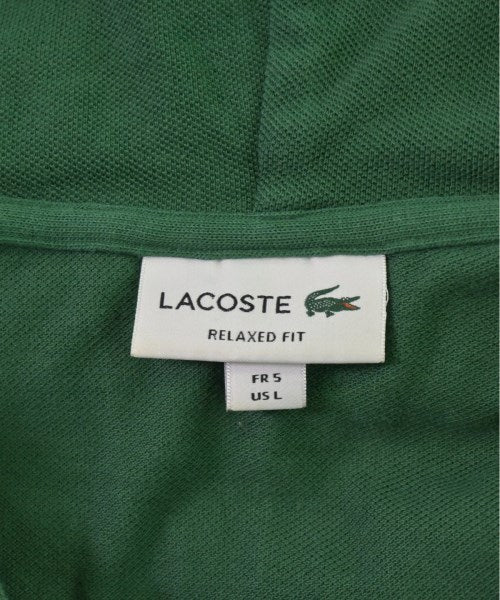 LACOSTE
RELAXED FIT
FR 5
US L